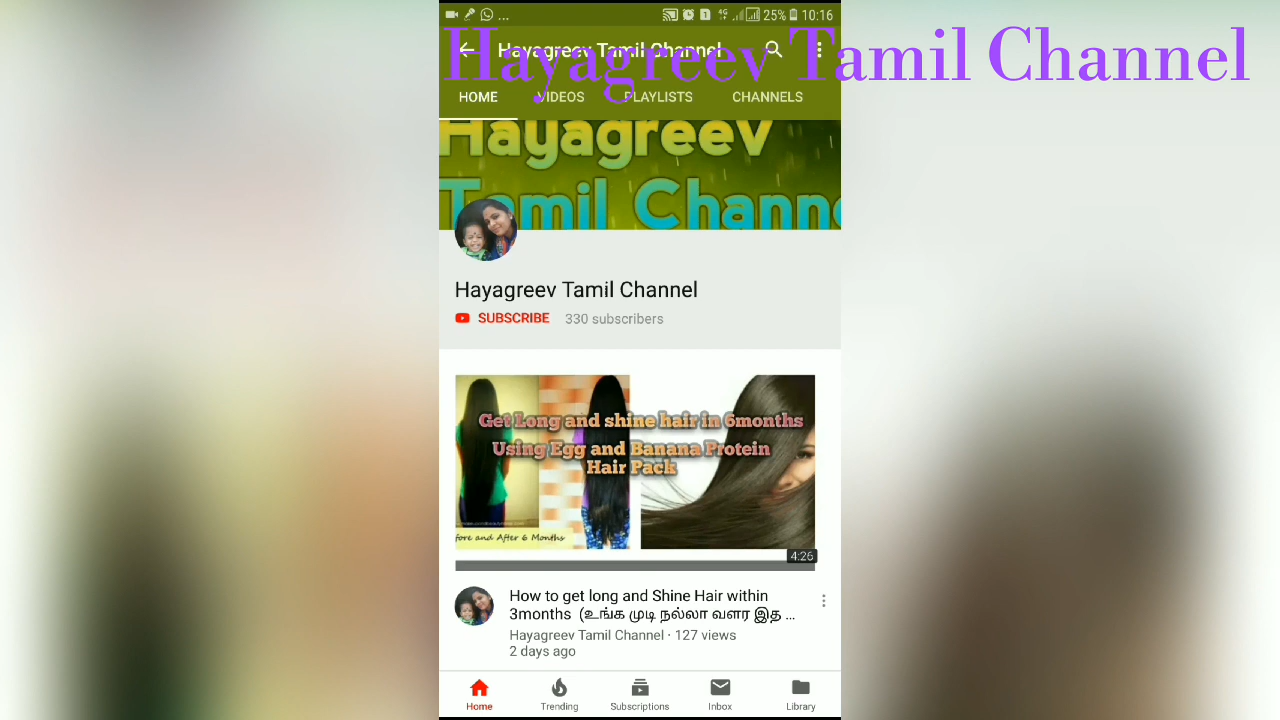 ... 4G 25% 10:16
Hayagreev Tamil Channel
Hayagreev Tamil Channel
HOME VIDEOS PLAYLISTS CHANNELS
Hayagreev
Tamil Channe
Hayagreev Tamil Channel
SUBSCRIBE 330 subscribers
Get Long and shine hair in 6months
Using Egg and Banana Protein
Hair Pack
fore and After 6 Months
4:26
How to get long and Shine Hair within
3months (உங்க முடி நல்லா வளர இத ...
Hayagreev Tamil Channel · 127 views
2 days ago
Home Trending Subscriptions Inbox Library